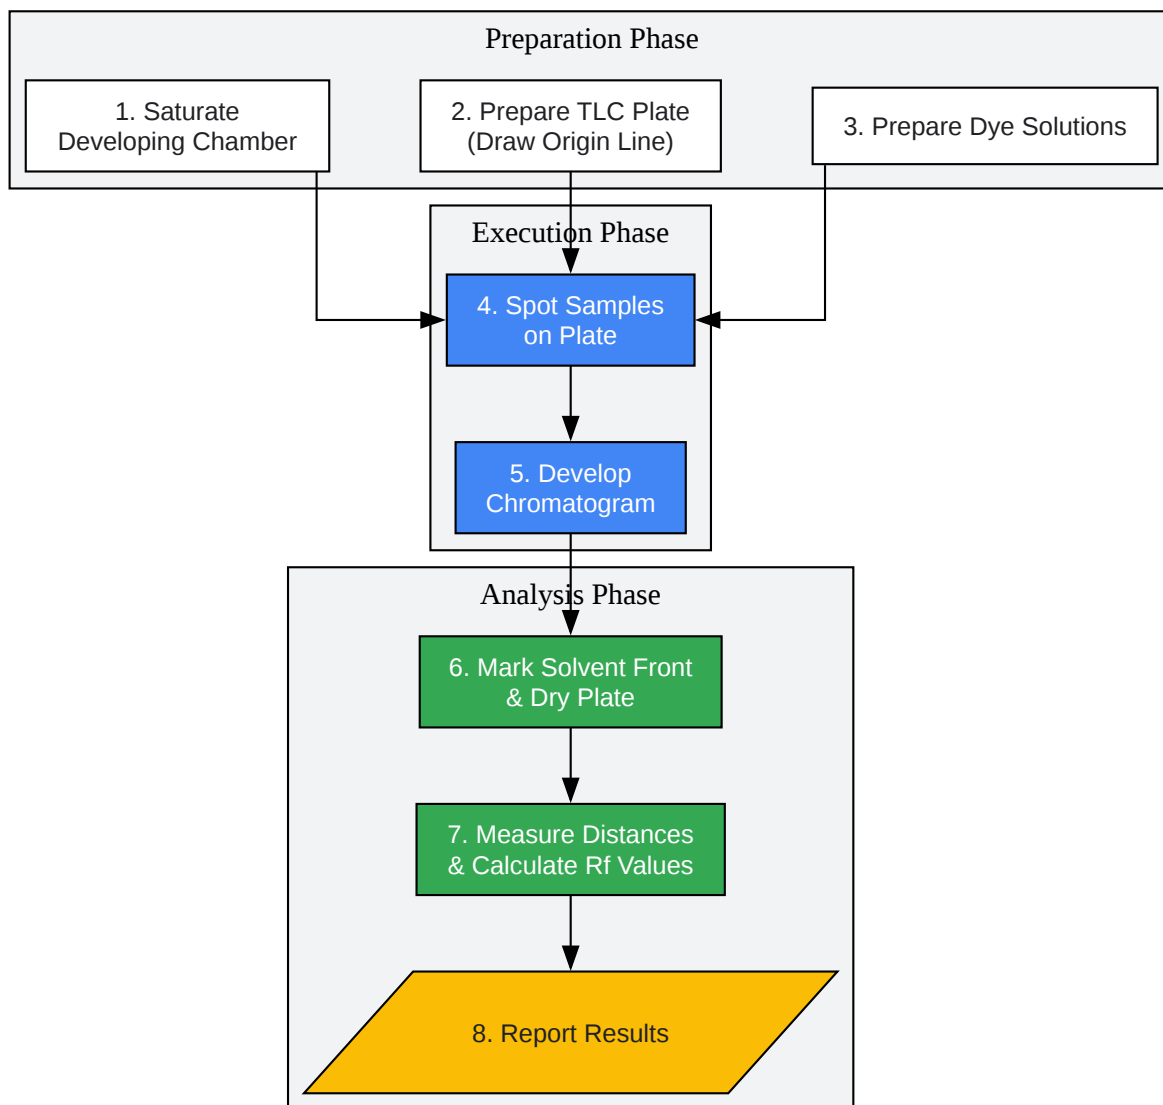 Preparation Phase
1. Saturate
Developing Chamber
2. Prepare TLC Plate
(Draw Origin Line)
3. Prepare Dye Solutions
Execution Phase
4. Spot Samples
on Plate
5. Develop
Chromatogram
Analysis Phase
6. Mark Solvent Front
& Dry Plate
7. Measure Distances
& Calculate Rf Values
8. Report Results